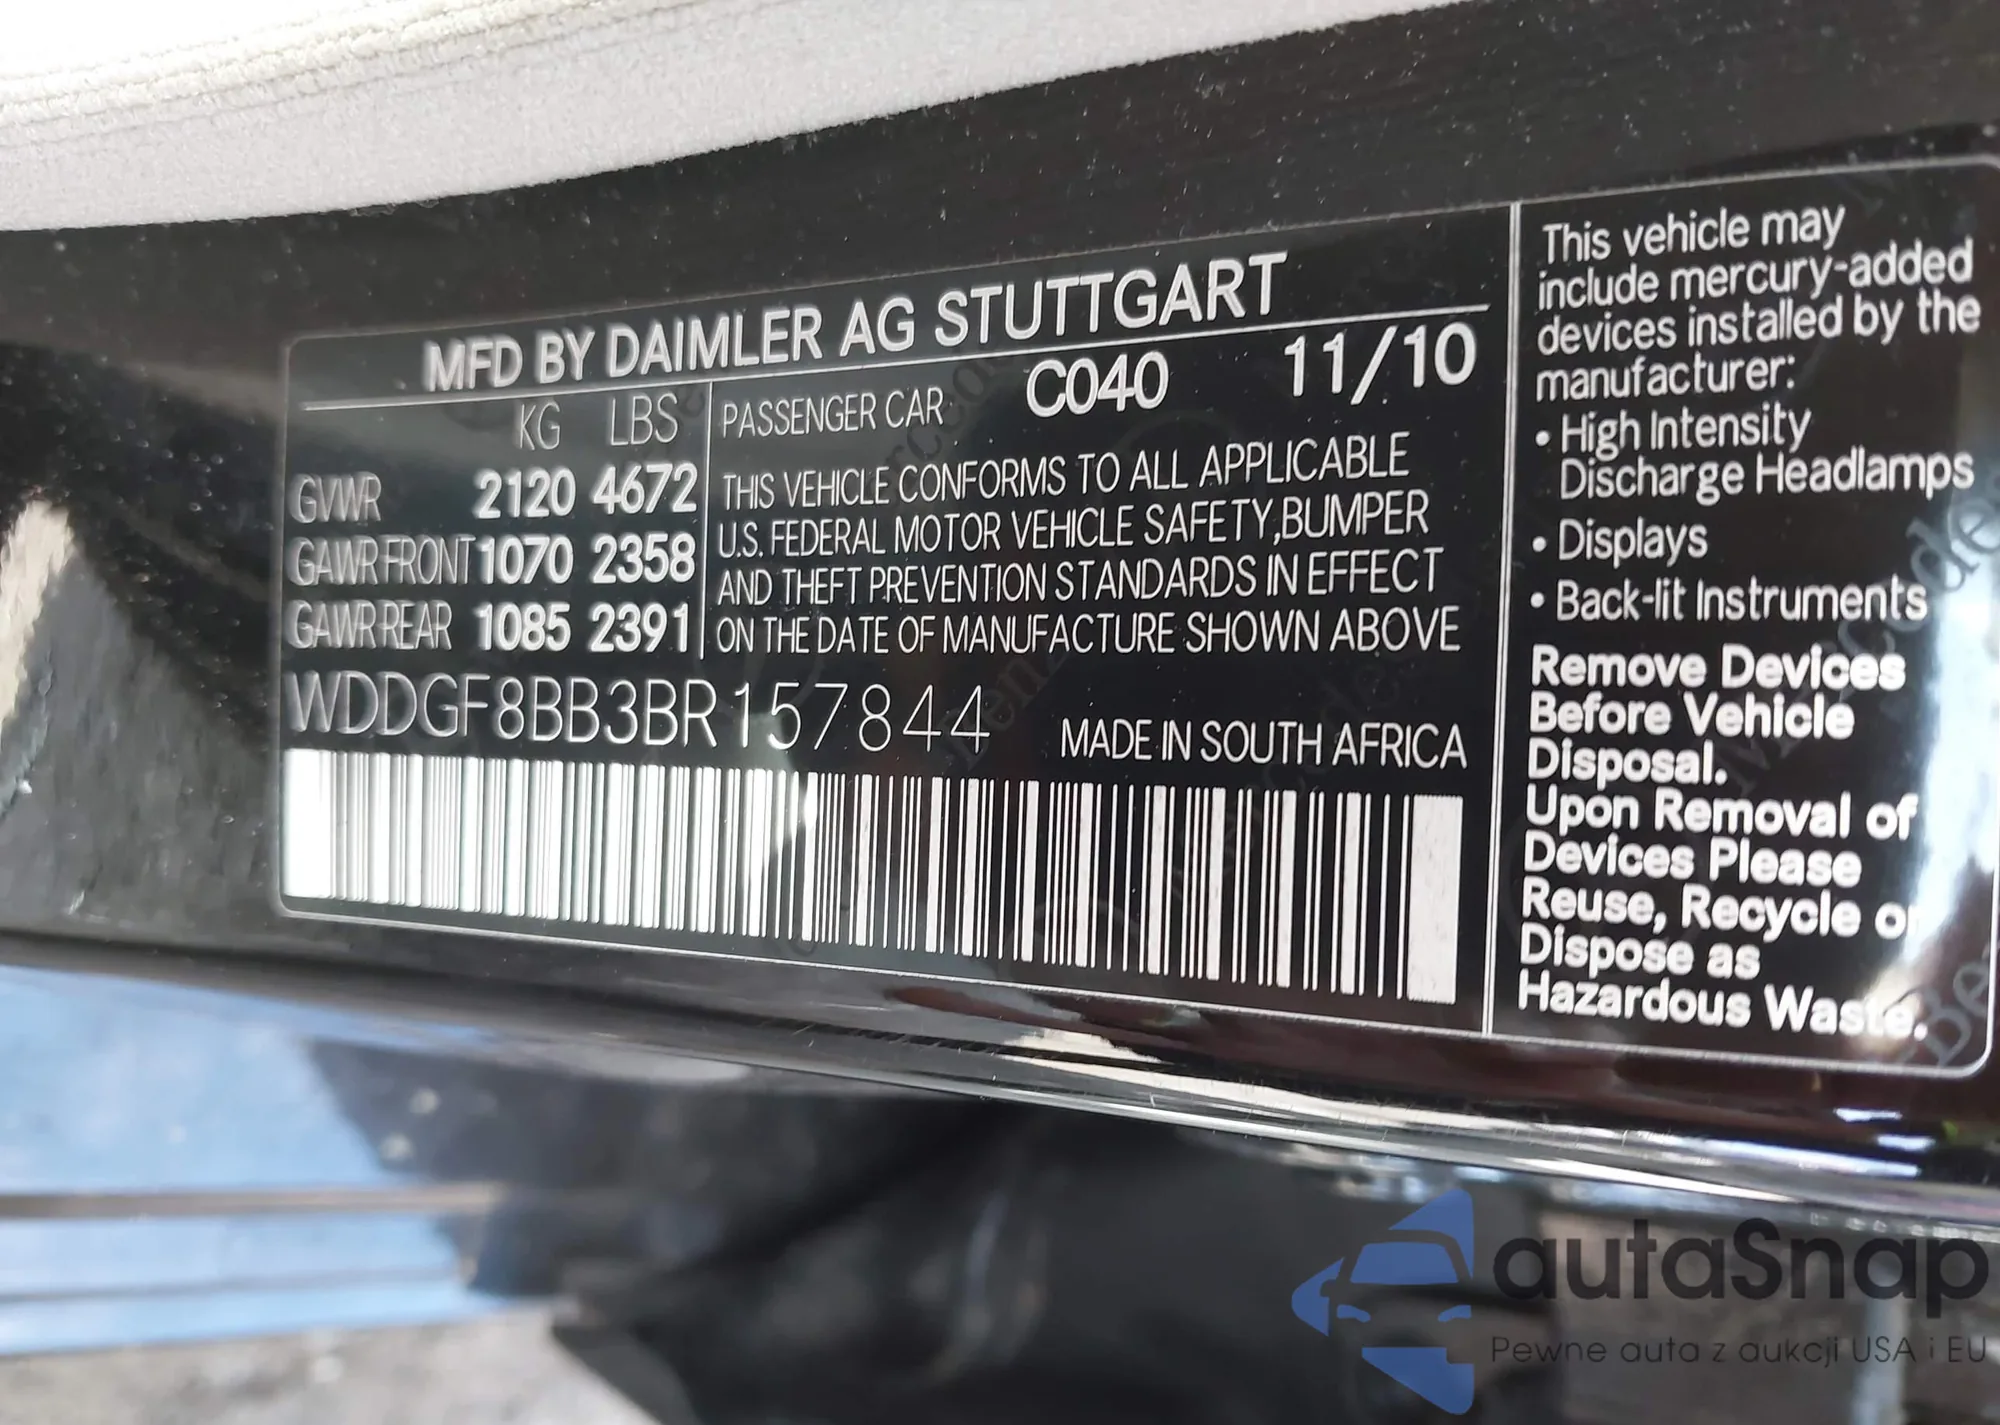 MFD BY DAIMLER AG STUTTGART
KG LBS
PASSENGER CAR C040 11/10
GVWR 2120 4672
GAWR FRONT 1070 2358
GAWR REAR 1085 2391
THIS VEHICLE CONFORMS TO ALL APPLICABLE
U.S. FEDERAL MOTOR VEHICLE SAFETY,BUMPER
AND THEFT PREVENTION STANDARDS IN EFFECT
ON THE DATE OF MANUFACTURE SHOWN ABOVE
WDDGF8BB3BR157844
MADE IN SOUTH AFRICA
This vehicle may
include mercury-added
devices installed by the
manufacturer:
• High Intensity
Discharge Headlamps
• Displays
• Back-lit Instruments
Remove Devices
Before Vehicle
Disposal.
Upon Removal of
Devices Please
Reuse, Recycle or
Dispose as
Hazardous Waste.
autaSnap
Pewne auta z aukcji USA i EU